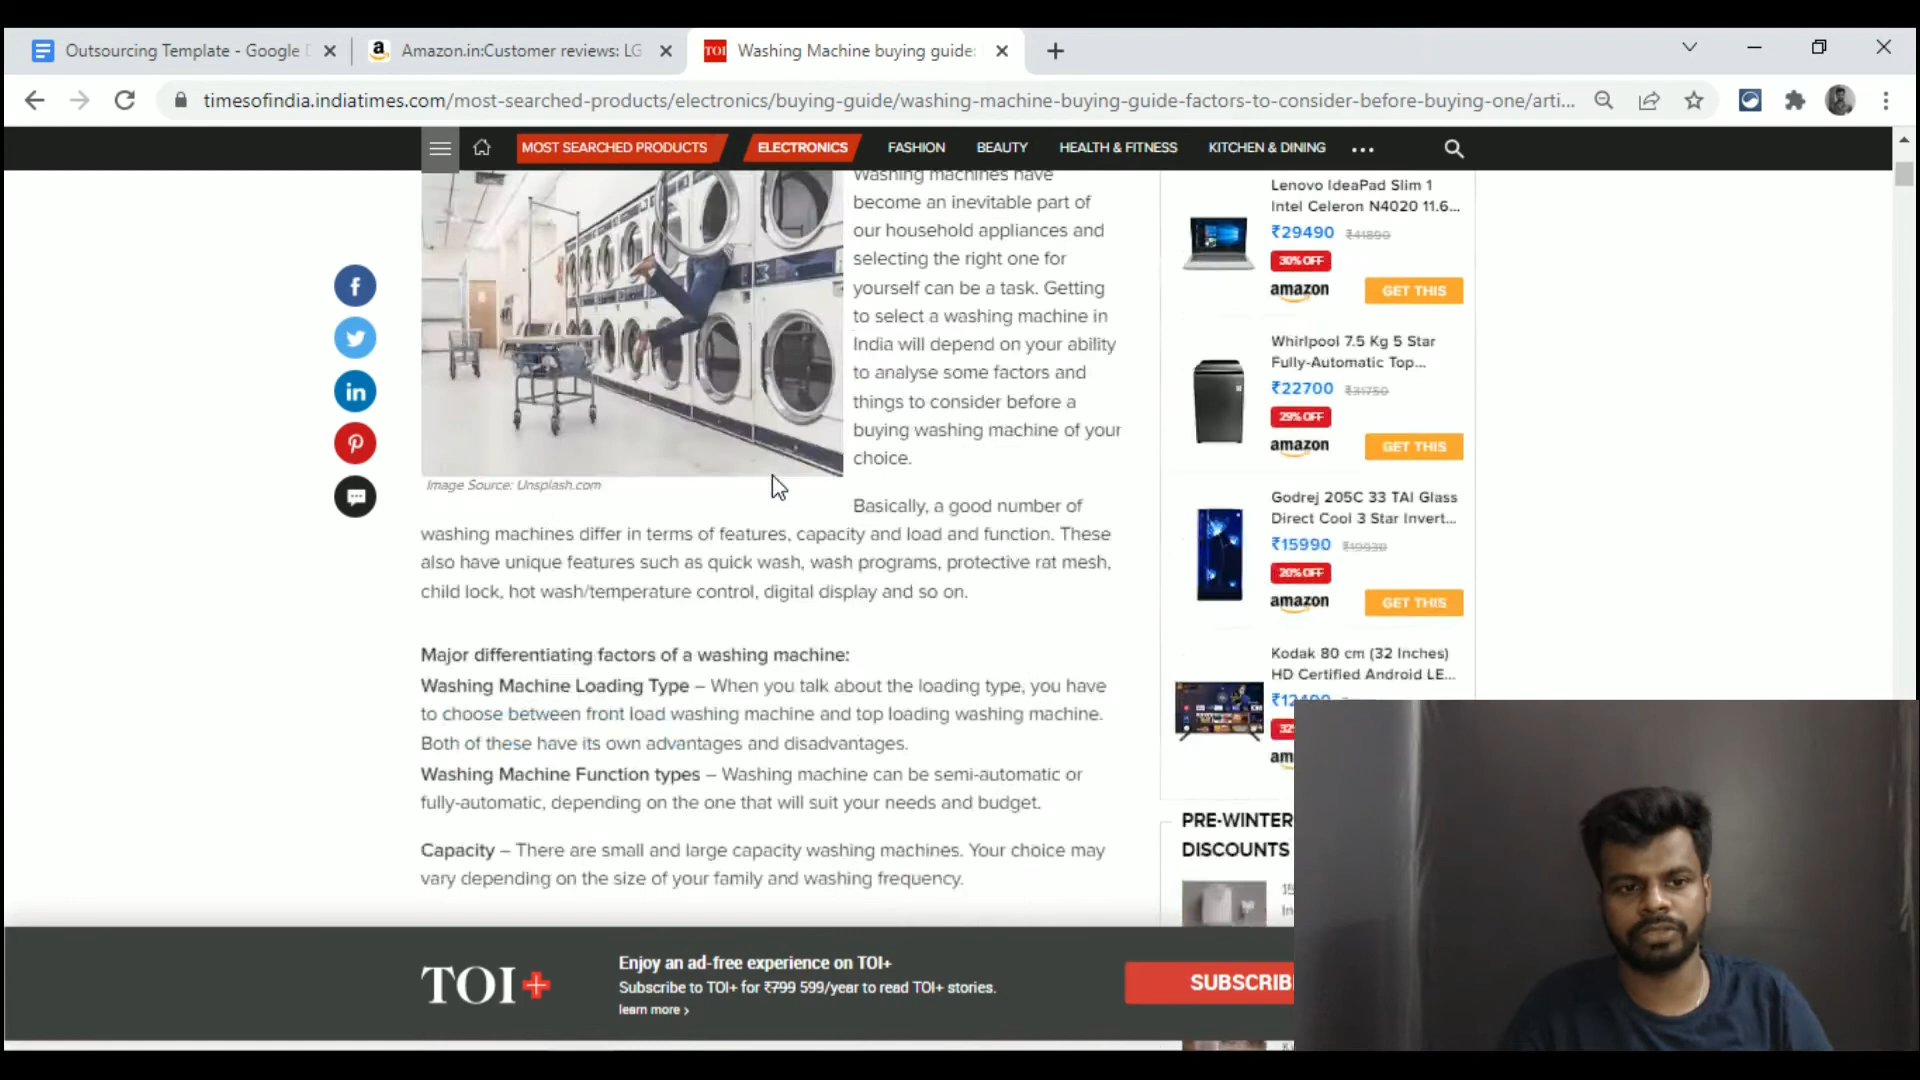 Outsourcing Template - Google
Amazon.in:Customer reviews: LG
TOI
Washing Machine buying guide:
timesofindia.indiatimes.com/most-searched-products/electronics/buying-guide/washing-machine-buying-guide-factors-to-consider-before-buying-one/arti...
MOST SEARCHED PRODUCTS
ELECTRONICS
FASHION
BEAUTY
HEALTH & FITNESS
KITCHEN & DINING
Washing machines have
become an inevitable part of
our household appliances and
selecting the right one for
yourself can be a task. Getting
to select a washing machine in
India will depend on your ability
to analyse some factors and
things to consider before a
buying washing machine of your
choice.
Image Source: Unsplash.com
Basically, a good number of
washing machines differ in terms of features, capacity and load and function. These
also have unique features such as quick wash, wash programs, protective rat mesh,
child lock, hot wash/temperature control, digital display and so on.
Major differentiating factors of a washing machine:
Washing Machine Loading Type – When you talk about the loading type, you have
to choose between front load washing machine and top loading washing machine.
Both of these have its own advantages and disadvantages.
Washing Machine Function types – Washing machine can be semi-automatic or
fully-automatic, depending on the one that will suit your needs and budget.
Capacity – There are small and large capacity washing machines. Your choice may
vary depending on the size of your family and washing frequency.
Lenovo IdeaPad Slim 1
Intel Celeron N4020 11.6...
₹29490 ₹41890
30% OFF
amazon
GET THIS
Whirlpool 7.5 Kg 5 Star
Fully-Automatic Top...
₹22700 ₹31750
29% OFF
amazon
GET THIS
Godrej 205C 33 TAI Glass
Direct Cool 3 Star Invert...
₹15990 ₹19930
20% OFF
amazon
GET THIS
Kodak 80 cm (32 Inches)
HD Certified Android LE...
PRE-WINTER
DISCOUNTS
TOI+
Enjoy an ad-free experience on TOI+
Subscribe to TOI+ for ₹799 599/year to read TOI+ stories.
learn more ›
SUBSCRIB